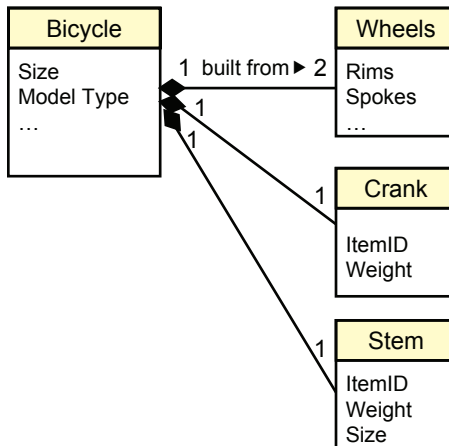 Bicycle
Size
Model Type
…
1 built from ► 2
1
1
1
1
Wheels
Rims
Spokes
…
Crank
ItemID
Weight
Stem
ItemID
Weight
Size